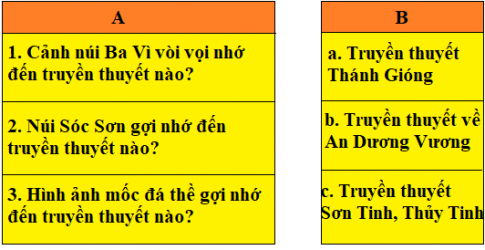 A
1. Cảnh núi Ba Vì vòi vọi nhớ
đến truyền thuyết nào?
2. Núi Sóc Sơn gợi nhớ đến
truyền thuyết nào?
3. Hình ảnh mốc đá thề gợi nhớ
đến truyền thuyết nào?
B
a. Truyền thuyết
Thánh Gióng
b. Truyền thuyết về
An Dương Vương
c. Truyền thuyết
Sơn Tinh, Thủy Tinh